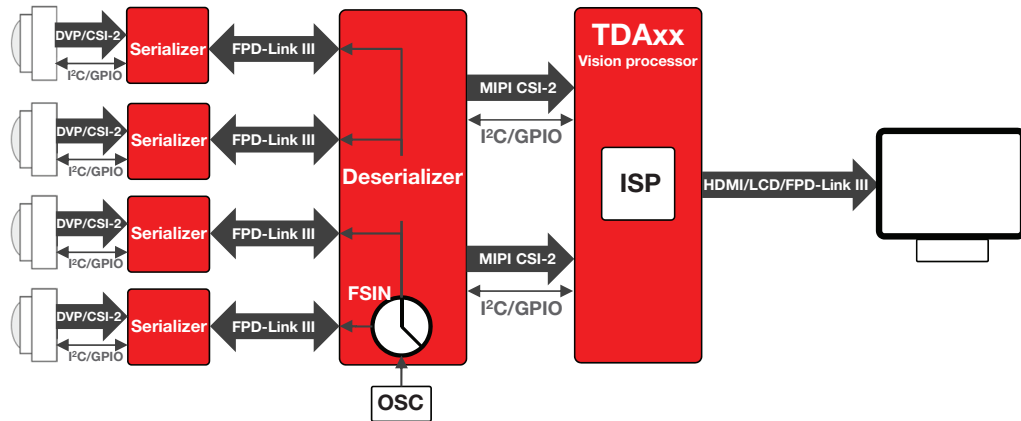 DVP/CSI-2
I²C/GPIO
Serializer
FPD-Link III
DVP/CSI-2
I²C/GPIO
Serializer
FPD-Link III
DVP/CSI-2
I²C/GPIO
Serializer
FPD-Link III
DVP/CSI-2
I²C/GPIO
Serializer
FPD-Link III
Deserializer
FSIN
OSC
MIPI CSI-2
I²C/GPIO
MIPI CSI-2
I²C/GPIO
TDAxx
Vision processor
ISP
HDMI/LCD/FPD-Link III